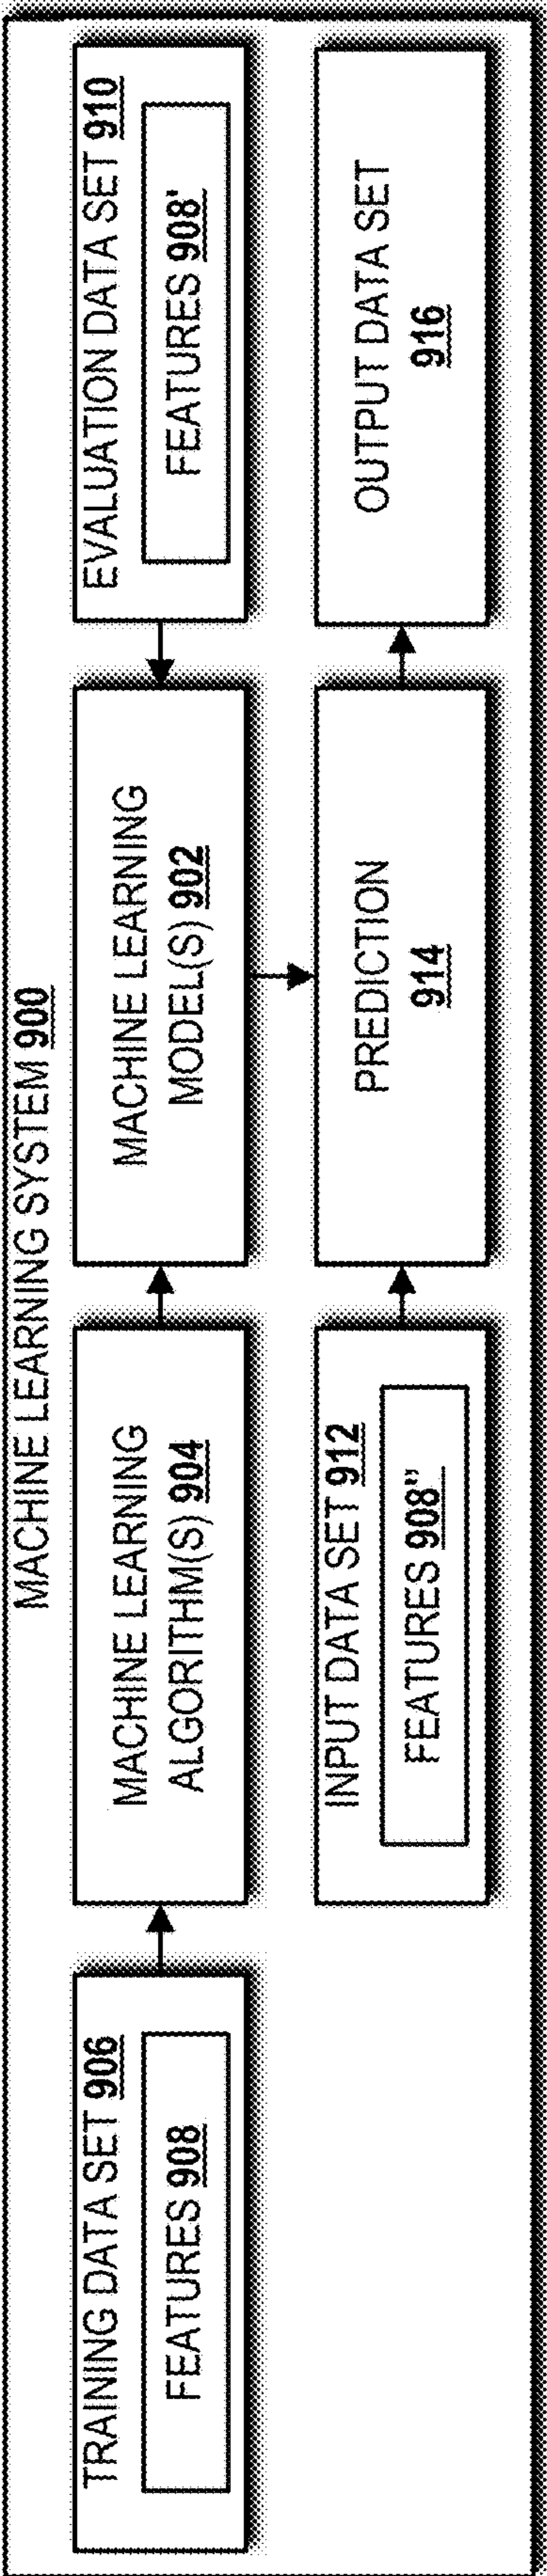 MACHINE LEARNING SYSTEM 900
TRAINING DATA SET 906
FEATURES 908
MACHINE LEARNING
ALGORITHM(S) 904
MACHINE LEARNING
MODEL(S) 902
EVALUATION DATA SET 910
FEATURES 908'
INPUT DATA SET 912
FEATURES 908"
PREDICTION
914
OUTPUT DATA SET
916